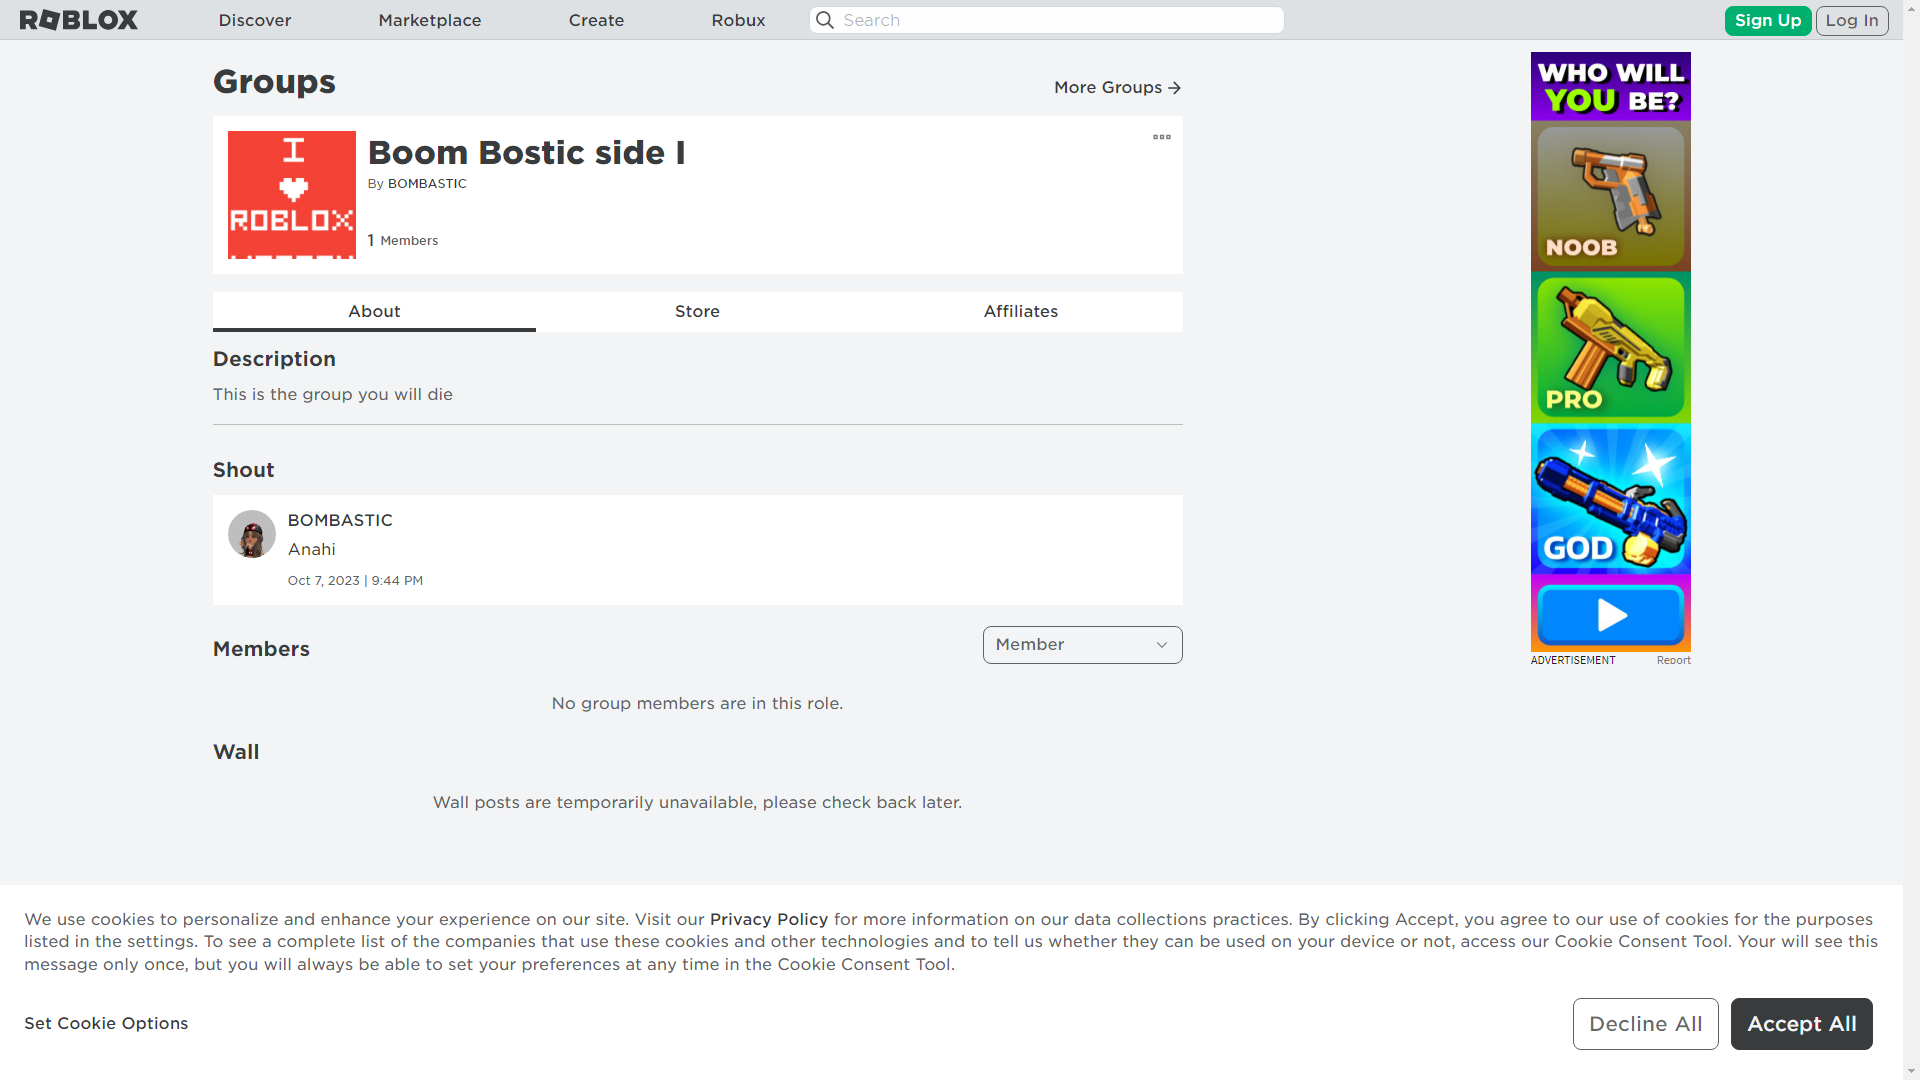 ROBLOX
Discover
Marketplace
Create
Robux
Search
Sign Up
Log In
Groups
More Groups
I
ROBLOX
Boom Bostic side I
By BOMBASTIC
1 Members
About
Store
Affiliates
Description
This is the group you will die
Shout
BOMBASTIC
Anahi
Oct 7, 2023 | 9:44 PM
Members
Member
No group members are in this role.
Wall
Wall posts are temporarily unavailable, please check back later.
WHO WILL
YOU BE?
NOOB
PRO
GOD
ADVERTISEMENT
Report
We use cookies to personalize and enhance your experience on our site. Visit our Privacy Policy for more information on our data collections practices. By clicking Accept, you agree to our use of cookies for the purposes
listed in the settings. To see a complete list of the companies that use these cookies and other technologies and to tell us whether they can be used on your device or not, access our Cookie Consent Tool. Your will see this
message only once, but you will always be able to set your preferences at any time in the Cookie Consent Tool.
Set Cookie Options
Decline All
Accept All